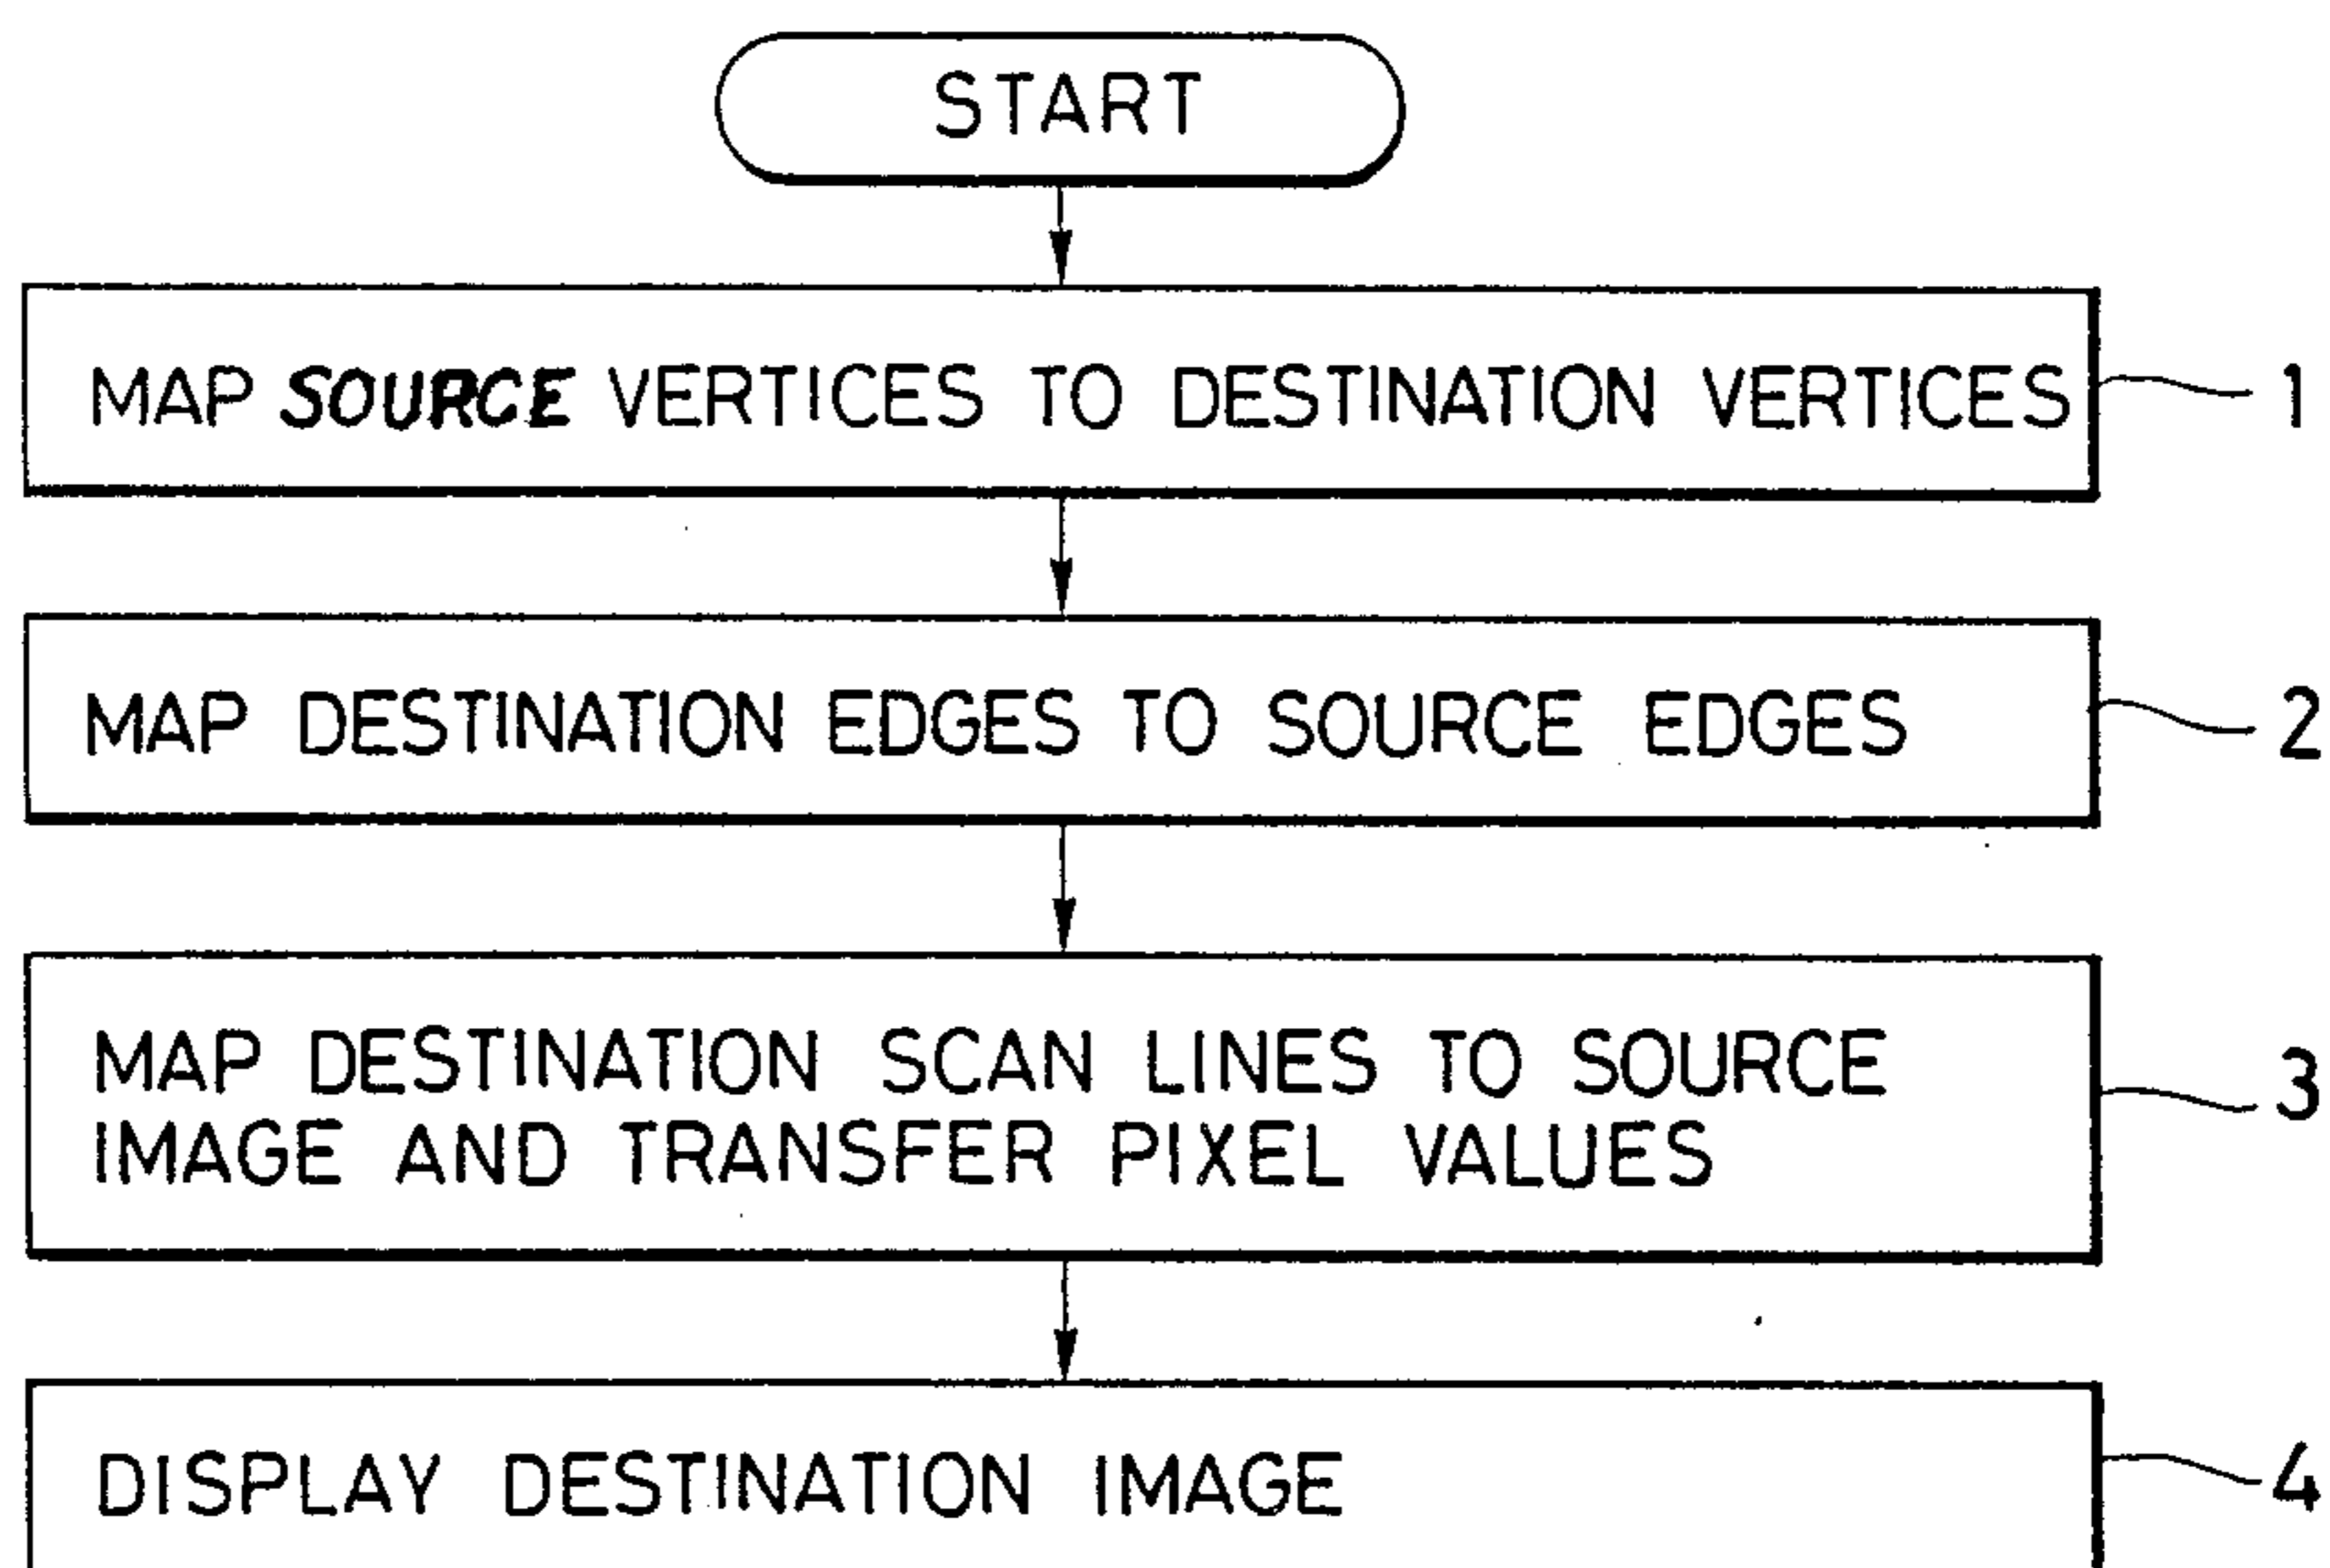 START
MAP SOURCE VERTICES TO DESTINATION VERTICES
1
MAP DESTINATION EDGES TO SOURCE EDGES
2
MAP DESTINATION SCAN LINES TO SOURCE
IMAGE AND TRANSFER PIXEL VALUES
3
DISPLAY DESTINATION IMAGE
4